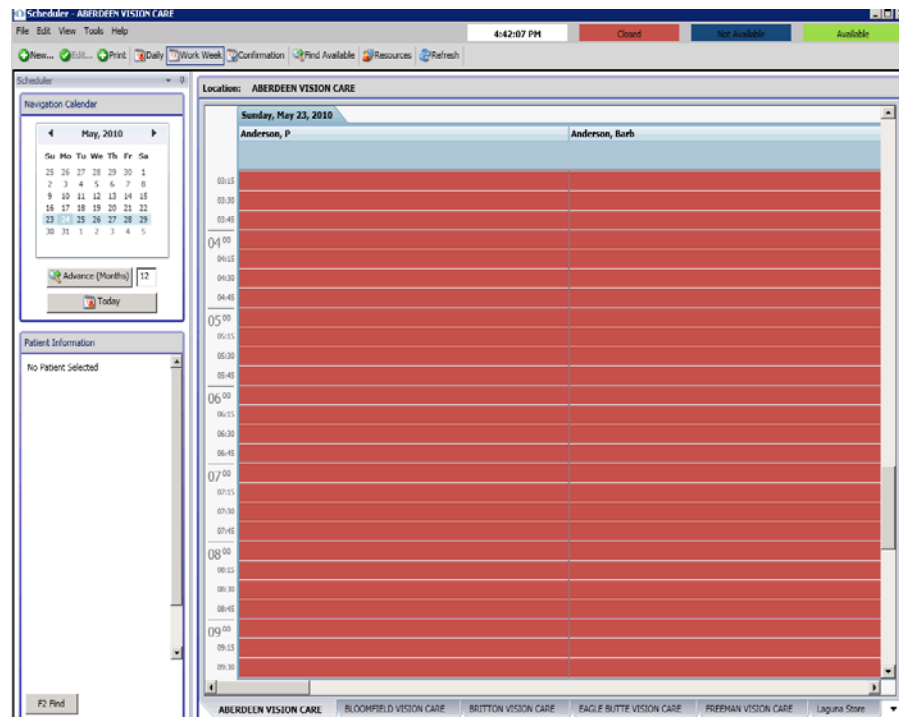 Scheduler - ABERDEEN VISION CARE
File Edit View Tools Help
4:42:07 PM
Closed
Not Available
Available
New... Edit... Print Daily Work Week Confirmation Find Available Resources Refresh
Scheduler
Navigation Calendar
May, 2010
Su Mo Tu We Th Fr Sa
25 26 27 28 29 30 1
2 3 4 5 6 7 8
9 10 11 12 13 14 15
16 17 18 19 20 21 22
23 24 25 26 27 28 29
30 31 1 2 3 4 5
Advance (Months) 12
Today
Patient Information
No Patient Selected
F2 Find
Location: ABERDEEN VISION CARE
Sunday, May 23, 2010
Anderson, P
Anderson, Barb
03:15
03:30
03:45
04 00
04:15
04:30
04:45
05 00
05:15
05:30
05:45
06 00
06:15
06:30
06:45
07 00
07:15
07:30
07:45
08 00
08:15
08:30
08:45
09 00
09:15
09:30
ABERDEEN VISION CARE
BLOOMFIELD VISION CARE
BRITTON VISION CARE
EAGLE BUTTE VISION CARE
FREEMAN VISION CARE
Laguna Store